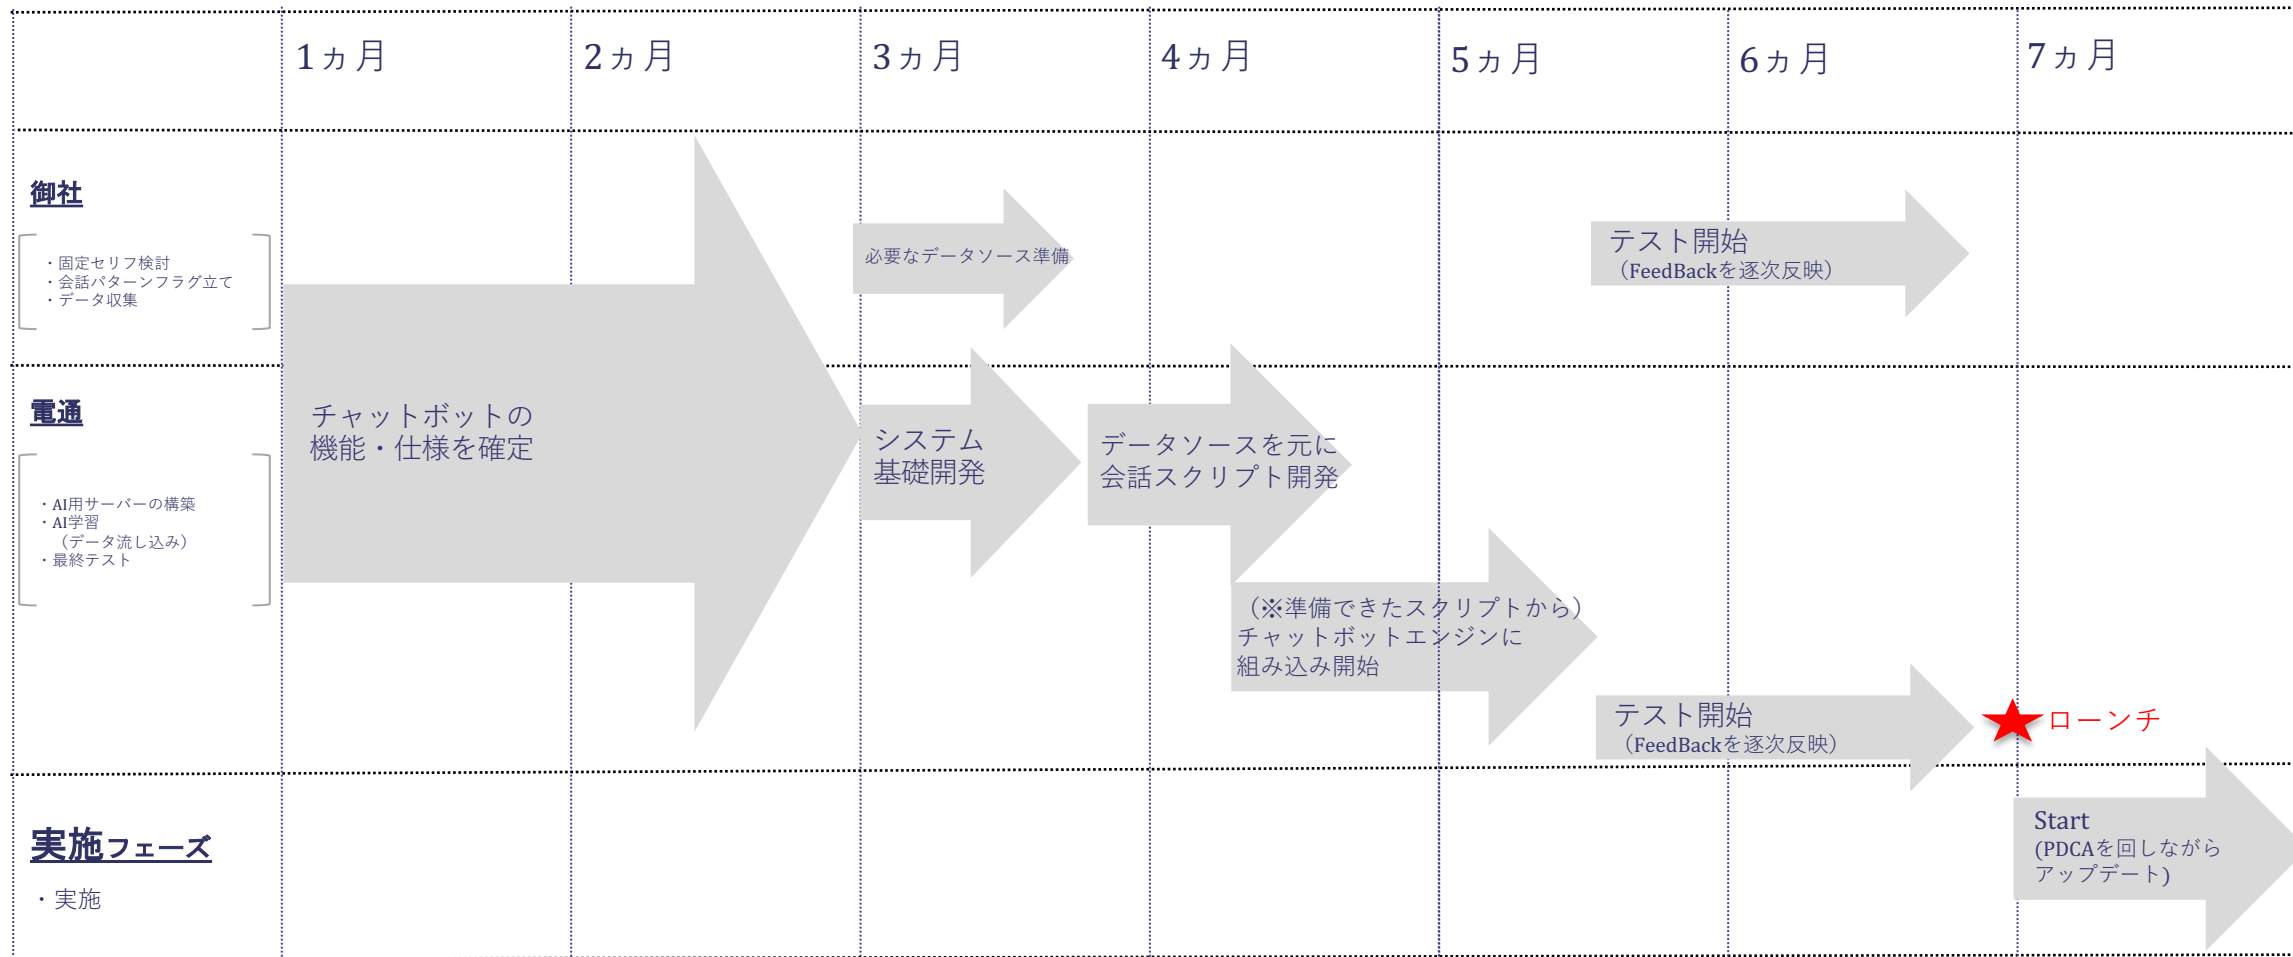 1ヵ月
2ヵ月
3ヵ月
4ヵ月
5ヵ月
6ヵ月
7ヵ月
御社
・固定セリフ検討
・会話パターンフラグ立て
・データ収集
必要なデータソース準備
テスト開始
（FeedBackを逐次反映）
電通
・AI用サーバーの構築
・AI学習
（データ流し込み）
・最終テスト
チャットボットの
機能・仕様を確定
システム
基礎開発
データソースを元に
会話スクリプト開発
（※準備できたスクリプトから）
チャットボットエンジンに
組み込み開始
テスト開始
（FeedBackを逐次反映）
ローンチ
実施フェーズ
・実施
Start
(PDCAを回しながら
アップデート)